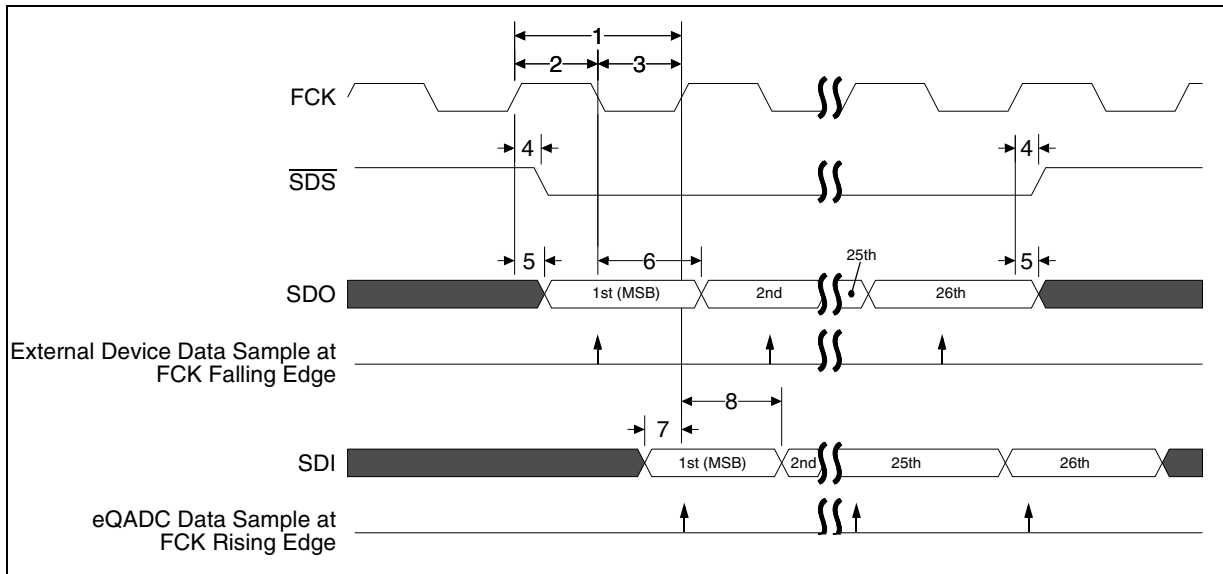 1
2 3
FCK
4 4
SDS
5 6 25th 5
SDO 1st (MSB) 2nd 26th
External Device Data Sample at
FCK Falling Edge
8
7
SDI 1st (MSB) 2nd 25th 26th
eQADC Data Sample at
FCK Rising Edge